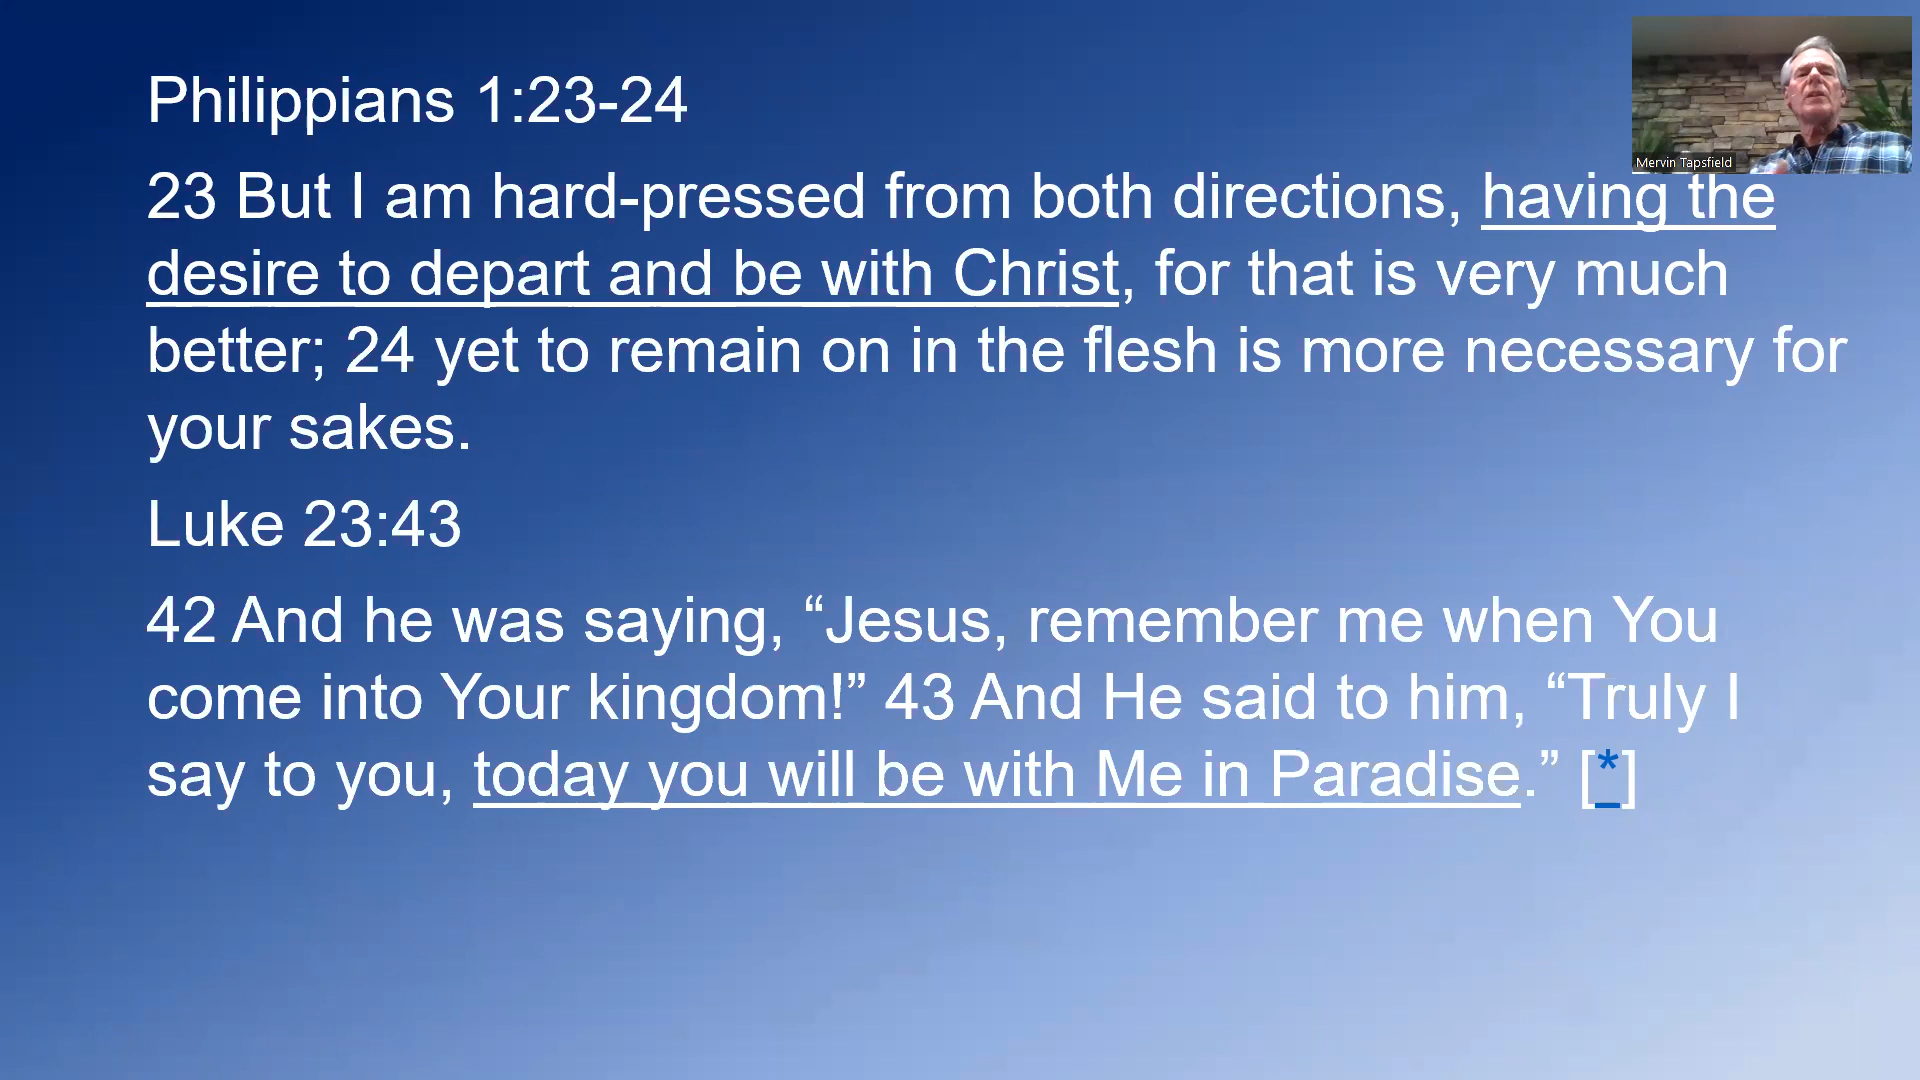 Philippians 1:23-24
Mervin Tapsfield
23 But I am hard-pressed from both directions, having the
desire to depart and be with Christ, for that is very much
better; 24 yet to remain on in the flesh is more necessary for
your sakes.
Luke 23:43
42 And he was saying, “Jesus, remember me when You
come into Your kingdom!” 43 And He said to him, “Truly I
say to you, today you will be with Me in Paradise.” [*]